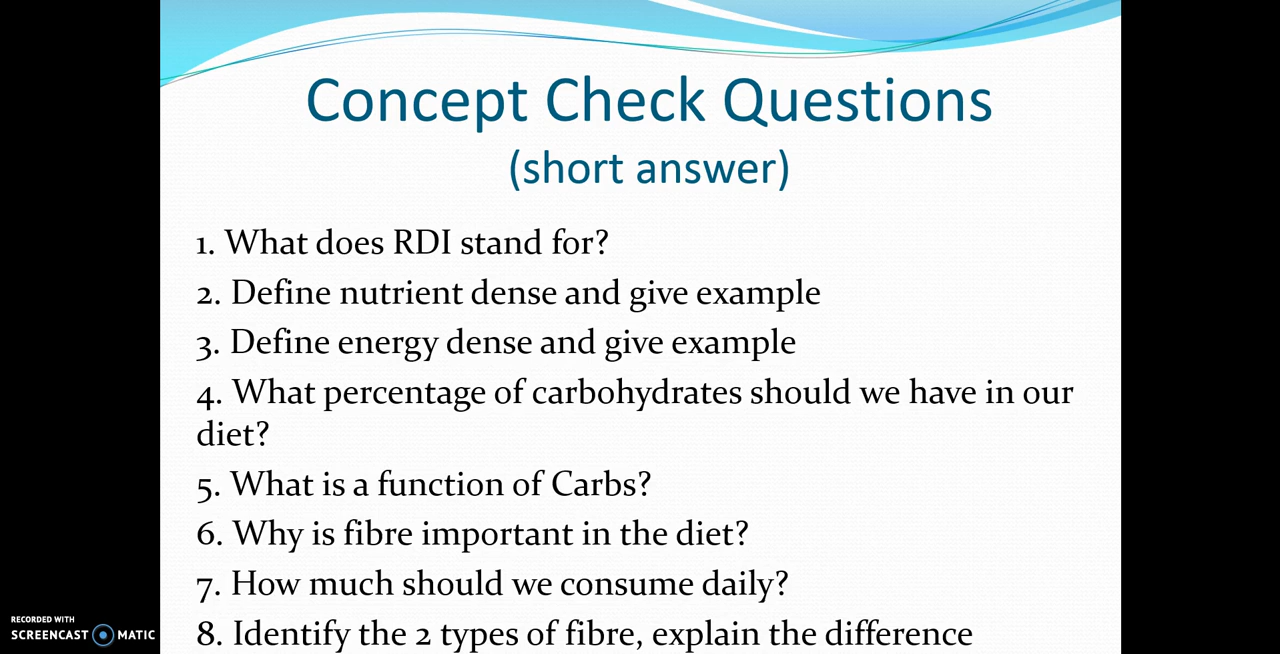 Concept Check Questions
(short answer)
1. What does RDI stand for?
2. Define nutrient dense and give example
3. Define energy dense and give example
4. What percentage of carbohydrates should we have in our
diet?
5. What is a function of Carbs?
6. Why is fibre important in the diet?
7. How much should we consume daily?
8. Identify the 2 types of fibre, explain the difference
RECORDED WITH
SCREENCAST MATIC